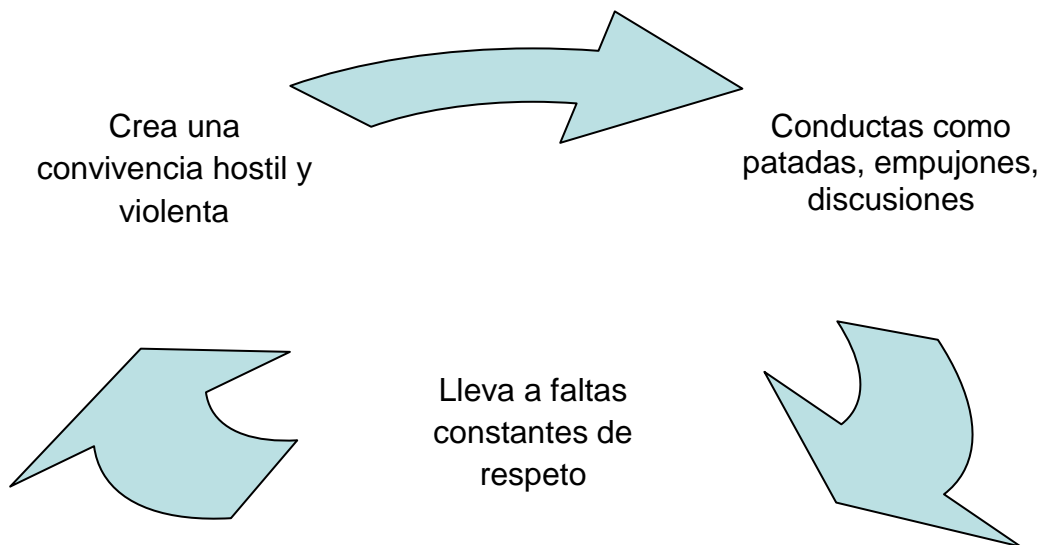 Crea una
convivencia hostil y
violenta
Conductas como
patadas, empujones,
discusiones
Lleva a faltas
constantes de
respeto